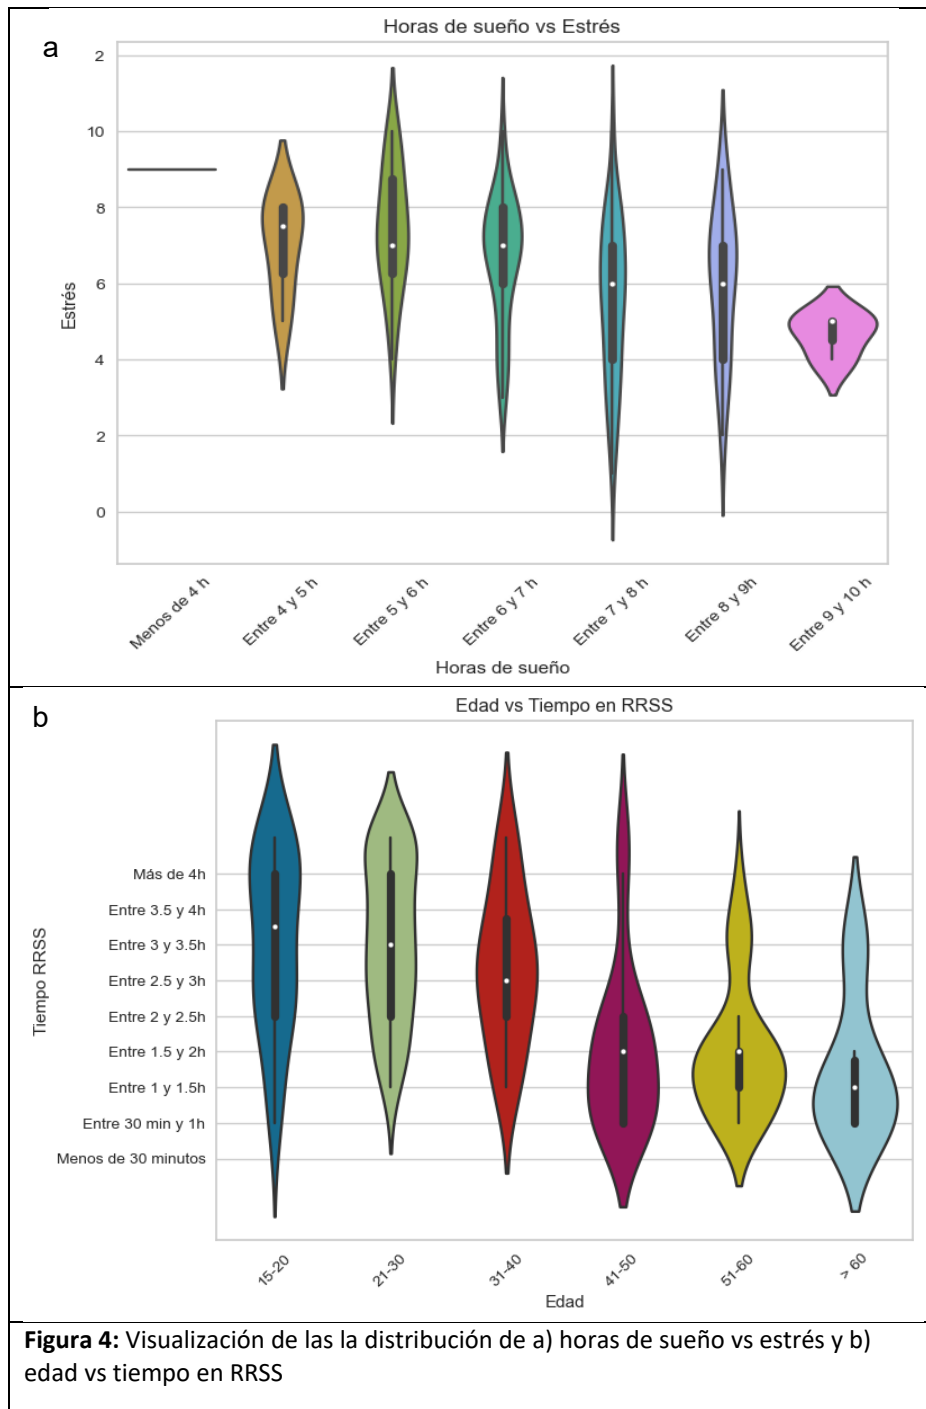 a
Horas de sueño vs Estrés
2
10
8
6
4
2
0
Estrés
Menos de 4 h
Entre 4 y 5 h
Entre 5 y 6 h
Entre 6 y 7 h
Entre 7 y 8 h
Entre 8 y 9h
Entre 9 y 10 h
Horas de sueño
b
Edad vs Tiempo en RRSS
Más de 4h
Entre 3.5 y 4h
Entre 3 y 3.5h
Entre 2.5 y 3h
Entre 2 y 2.5h
Entre 1.5 y 2h
Entre 1 y 1.5h
Entre 30 min y 1h
Menos de 30 minutos
Tiempo RRSS
15-20
21-30
31-40
41-50
51-60
> 60
Edad
Figura 4: Visualización de las la distribución de a) horas de sueño vs estrés y b)
edad vs tiempo en RRSS